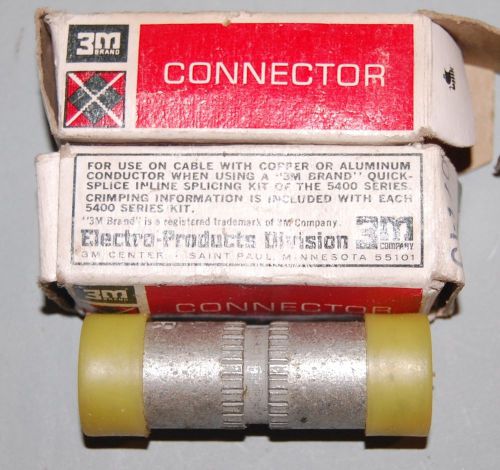 3M
BRAND
CONNECTOR
FOR USE ON CABLE WITH COPPER OR ALUMINUM
CONDUCTOR WHEN USING A "3M BRAND" QUICK-
SPLICE INLINE SPLICING KIT OF THE 5400 SERIES.
CRIMPING INFORMATION IS INCLUDED WITH EACH
5400 SERIES KIT.
"3M Brand" is a registered trademark of 3M Company.
Electro-Products Division
3M CENTER · SAINT PAUL, MINNESOTA 55101
3M
COMPANY
3M
BRAND
CONNECTOR